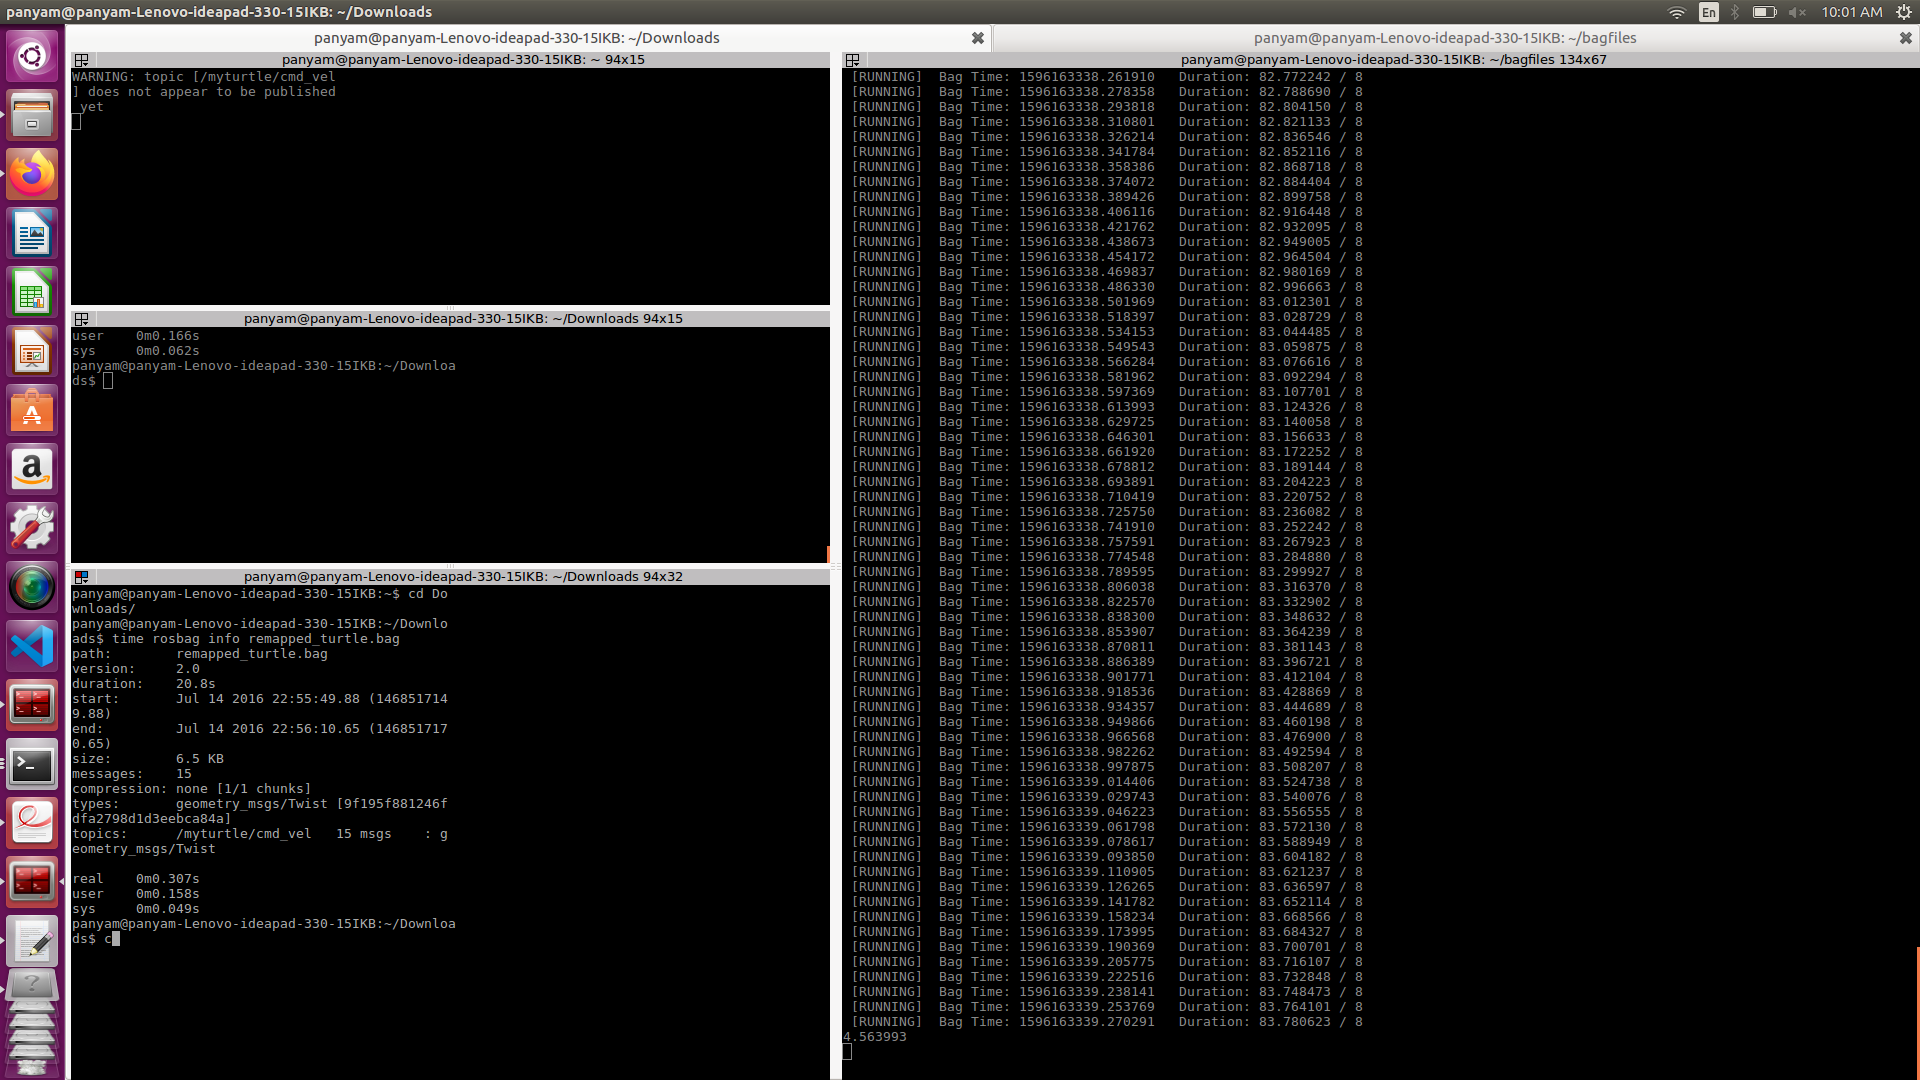 panyam@panyam-Lenovo-ideapad-330-15IKB: ~/Downloads
En
10:01 AM
panyam@panyam-Lenovo-ideapad-330-15IKB: ~/Downloads
panyam@panyam-Lenovo-ideapad-330-15IKB: ~/bagfiles
panyam@panyam-Lenovo-ideapad-330-15IKB: ~ 94x15
WARNING: topic [/myturtle/cmd_vel
] does not appear to be published
 yet
panyam@panyam-Lenovo-ideapad-330-15IKB: ~/Downloads 94x15
user    0m0.166s
sys     0m0.062s
panyam@panyam-Lenovo-ideapad-330-15IKB:~/Downloa
ds$
panyam@panyam-Lenovo-ideapad-330-15IKB: ~/Downloads 94x32
panyam@panyam-Lenovo-ideapad-330-15IKB:~$ cd Do
wnloads/
panyam@panyam-Lenovo-ideapad-330-15IKB:~/Downlo
ads$ time rosbag info remapped_turtle.bag
path:        remapped_turtle.bag
version:     2.0
duration:    20.8s
start:       Jul 14 2016 22:55:49.88 (146851714
9.88)
end:         Jul 14 2016 22:56:10.65 (146851717
0.65)
size:        6.5 KB
messages:    15
compression: none [1/1 chunks]
types:       geometry_msgs/Twist [9f195f881246f
dfa2798d1d3eebca84a]
topics:      /myturtle/cmd_vel   15 msgs    : g
eometry_msgs/Twist
real    0m0.307s
user    0m0.158s
sys     0m0.049s
panyam@panyam-Lenovo-ideapad-330-15IKB:~/Downloa
ds$ c
panyam@panyam-Lenovo-ideapad-330-15IKB: ~/bagfiles 134x67
[RUNNING]  Bag Time: 1596163338.261910   Duration: 82.772242 / 8
[RUNNING]  Bag Time: 1596163338.278358   Duration: 82.788690 / 8
[RUNNING]  Bag Time: 1596163338.293818   Duration: 82.804150 / 8
[RUNNING]  Bag Time: 1596163338.310801   Duration: 82.821133 / 8
[RUNNING]  Bag Time: 1596163338.326214   Duration: 82.836546 / 8
[RUNNING]  Bag Time: 1596163338.341784   Duration: 82.852116 / 8
[RUNNING]  Bag Time: 1596163338.358386   Duration: 82.868718 / 8
[RUNNING]  Bag Time: 1596163338.374072   Duration: 82.884404 / 8
[RUNNING]  Bag Time: 1596163338.389426   Duration: 82.899758 / 8
[RUNNING]  Bag Time: 1596163338.406116   Duration: 82.916448 / 8
[RUNNING]  Bag Time: 1596163338.421762   Duration: 82.932095 / 8
[RUNNING]  Bag Time: 1596163338.438673   Duration: 82.949005 / 8
[RUNNING]  Bag Time: 1596163338.454172   Duration: 82.964504 / 8
[RUNNING]  Bag Time: 1596163338.469837   Duration: 82.980169 / 8
[RUNNING]  Bag Time: 1596163338.486330   Duration: 82.996663 / 8
[RUNNING]  Bag Time: 1596163338.501969   Duration: 83.012301 / 8
[RUNNING]  Bag Time: 1596163338.518397   Duration: 83.028729 / 8
[RUNNING]  Bag Time: 1596163338.534153   Duration: 83.044485 / 8
[RUNNING]  Bag Time: 1596163338.549543   Duration: 83.059875 / 8
[RUNNING]  Bag Time: 1596163338.566284   Duration: 83.076616 / 8
[RUNNING]  Bag Time: 1596163338.581962   Duration: 83.092294 / 8
[RUNNING]  Bag Time: 1596163338.597369   Duration: 83.107701 / 8
[RUNNING]  Bag Time: 1596163338.613993   Duration: 83.124326 / 8
[RUNNING]  Bag Time: 1596163338.629725   Duration: 83.140058 / 8
[RUNNING]  Bag Time: 1596163338.646301   Duration: 83.156633 / 8
[RUNNING]  Bag Time: 1596163338.661920   Duration: 83.172252 / 8
[RUNNING]  Bag Time: 1596163338.678812   Duration: 83.189144 / 8
[RUNNING]  Bag Time: 1596163338.693891   Duration: 83.204223 / 8
[RUNNING]  Bag Time: 1596163338.710419   Duration: 83.220752 / 8
[RUNNING]  Bag Time: 1596163338.725750   Duration: 83.236082 / 8
[RUNNING]  Bag Time: 1596163338.741910   Duration: 83.252242 / 8
[RUNNING]  Bag Time: 1596163338.757591   Duration: 83.267923 / 8
[RUNNING]  Bag Time: 1596163338.774548   Duration: 83.284880 / 8
[RUNNING]  Bag Time: 1596163338.789595   Duration: 83.299927 / 8
[RUNNING]  Bag Time: 1596163338.806038   Duration: 83.316370 / 8
[RUNNING]  Bag Time: 1596163338.822570   Duration: 83.332902 / 8
[RUNNING]  Bag Time: 1596163338.838300   Duration: 83.348632 / 8
[RUNNING]  Bag Time: 1596163338.853907   Duration: 83.364239 / 8
[RUNNING]  Bag Time: 1596163338.870811   Duration: 83.381143 / 8
[RUNNING]  Bag Time: 1596163338.886389   Duration: 83.396721 / 8
[RUNNING]  Bag Time: 1596163338.901771   Duration: 83.412104 / 8
[RUNNING]  Bag Time: 1596163338.918536   Duration: 83.428869 / 8
[RUNNING]  Bag Time: 1596163338.934357   Duration: 83.444689 / 8
[RUNNING]  Bag Time: 1596163338.949866   Duration: 83.460198 / 8
[RUNNING]  Bag Time: 1596163338.966568   Duration: 83.476900 / 8
[RUNNING]  Bag Time: 1596163338.982262   Duration: 83.492594 / 8
[RUNNING]  Bag Time: 1596163338.997875   Duration: 83.508207 / 8
[RUNNING]  Bag Time: 1596163339.014406   Duration: 83.524738 / 8
[RUNNING]  Bag Time: 1596163339.029743   Duration: 83.540076 / 8
[RUNNING]  Bag Time: 1596163339.046223   Duration: 83.556555 / 8
[RUNNING]  Bag Time: 1596163339.061798   Duration: 83.572130 / 8
[RUNNING]  Bag Time: 1596163339.078617   Duration: 83.588949 / 8
[RUNNING]  Bag Time: 1596163339.093850   Duration: 83.604182 / 8
[RUNNING]  Bag Time: 1596163339.110905   Duration: 83.621237 / 8
[RUNNING]  Bag Time: 1596163339.126265   Duration: 83.636597 / 8
[RUNNING]  Bag Time: 1596163339.141782   Duration: 83.652114 / 8
[RUNNING]  Bag Time: 1596163339.158234   Duration: 83.668566 / 8
[RUNNING]  Bag Time: 1596163339.173995   Duration: 83.684327 / 8
[RUNNING]  Bag Time: 1596163339.190369   Duration: 83.700701 / 8
[RUNNING]  Bag Time: 1596163339.205775   Duration: 83.716107 / 8
[RUNNING]  Bag Time: 1596163339.222516   Duration: 83.732848 / 8
[RUNNING]  Bag Time: 1596163339.238141   Duration: 83.748473 / 8
[RUNNING]  Bag Time: 1596163339.253769   Duration: 83.764101 / 8
[RUNNING]  Bag Time: 1596163339.270291   Duration: 83.780623 / 8
4.563993